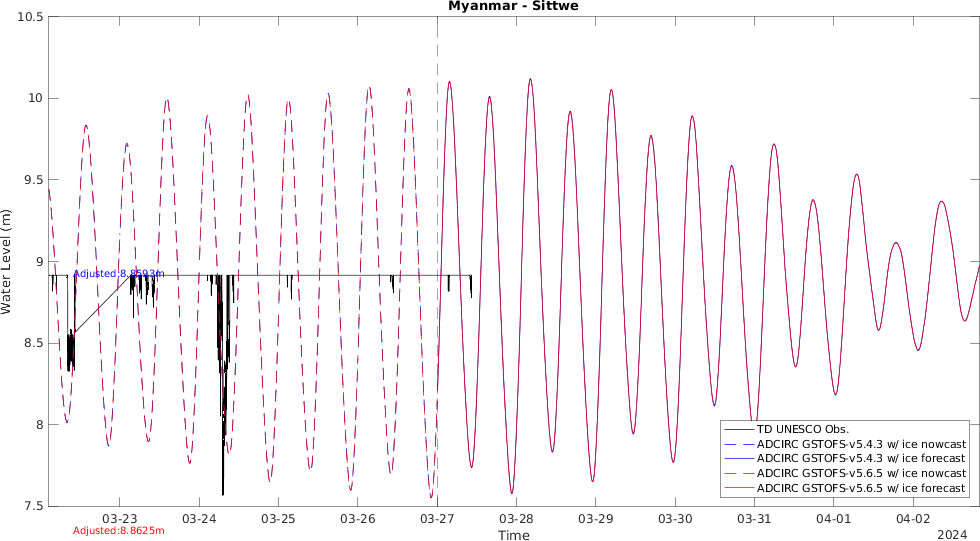 Myanmar - Sittwe
10.5
10
9.5
9
8.5
8
7.5
Water Level (m)
Adjusted:8.8593m
Adjusted:8.8625m
TD UNESCO Obs.
ADCIRC GSTOFS-v5.4.3 w/ ice nowcast
ADCIRC GSTOFS-v5.4.3 w/ ice forecast
ADCIRC GSTOFS-v5.6.5 w/ ice nowcast
ADCIRC GSTOFS-v5.6.5 w/ ice forecast
03-23 03-24 03-25 03-26 03-27 03-28 03-29 03-30 03-31 04-01 04-02
Time
2024